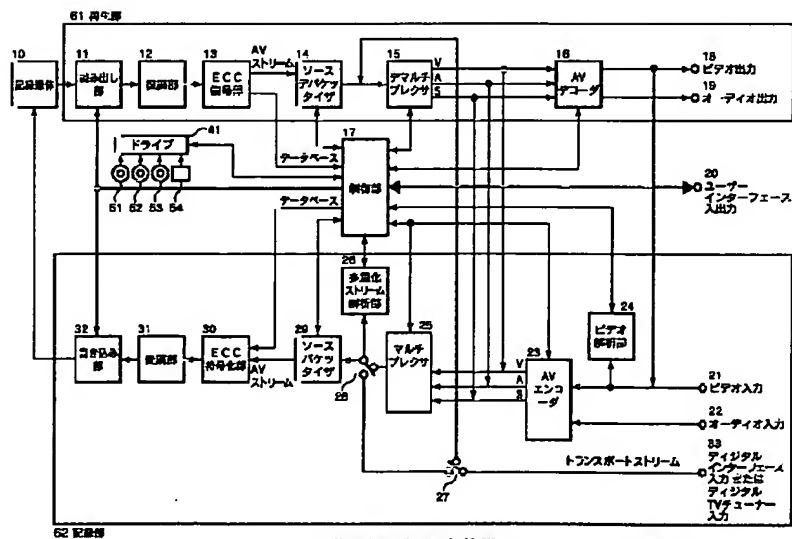 61 再生部
10
記録媒体
11
読み出し
部
12
復調部
13
ECC
復号部
AV
ストリーム
14
ソース
デパケッ
タイザ
15
デマルチ
プレクサ
V
A
S
16
AV
デコーダ
18
ビデオ出力
19
オーディオ出力
41
ドライブ
51
52
53
54
データベース
データベース
17
制御部
20
ユーザー
インターフェース
入出力
26
多重化
ストリーム
解析部
24
ビデオ
解析部
32
書き込み
部
31
変調部
30
ECC
符号化部
AV
ストリーム
29
ソース
パケッ
タイザ
28
25
マルチ
プレクサ
V
A
S
23
AV
エンコ
ーダ
21
ビデオ入力
22
オーディオ入力
トランスポートストリーム
27
33
ディジタル
インターフェース
入力または
ディジタル
TVチューナー
入力
62 記録部